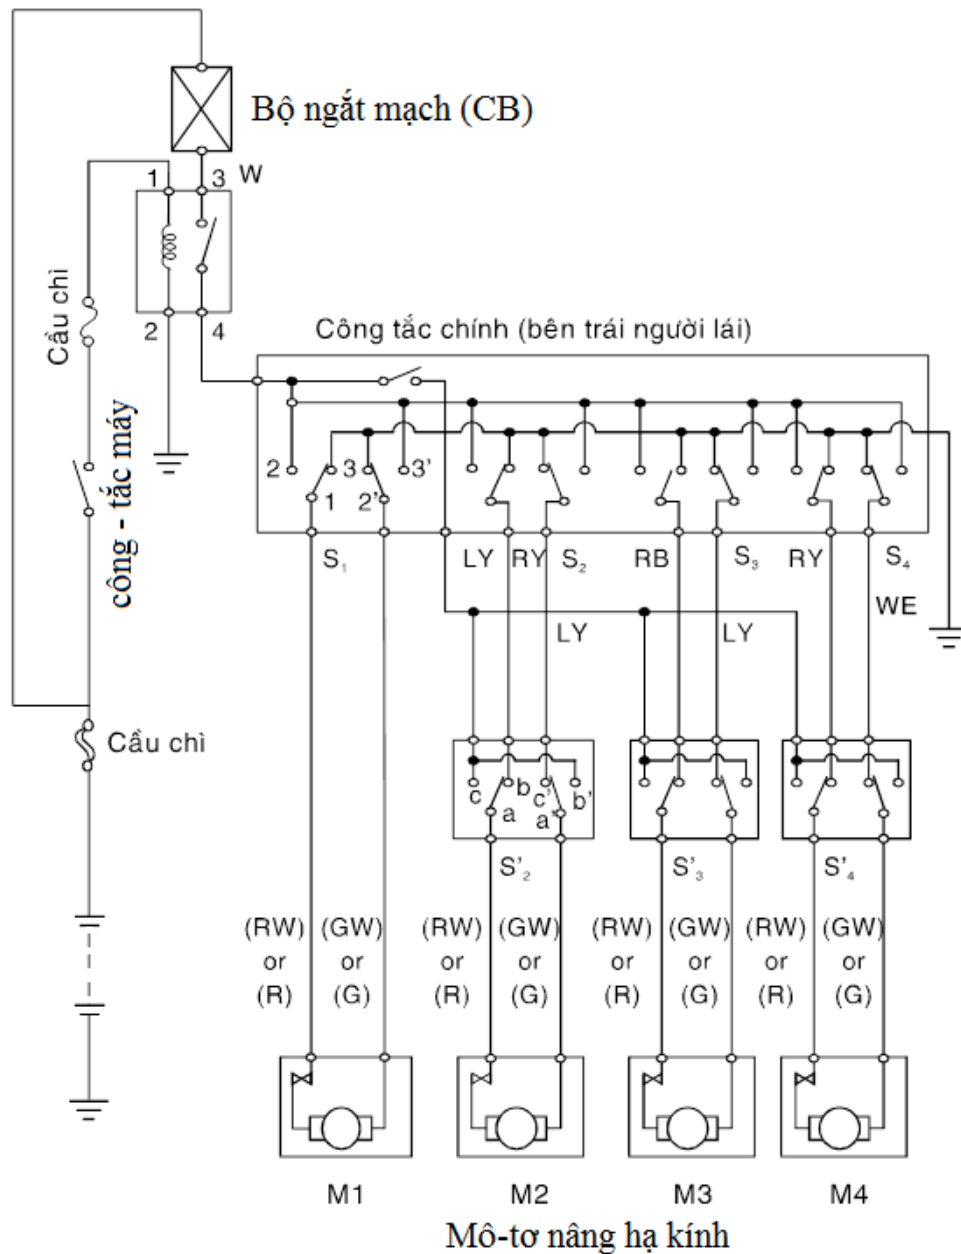 Bộ ngắt mạch (CB)
1 3 W
Cầu chì
2 4
Công tắc chính (bên trái người lái)
công - tắc máy
2 3 3'
1 2'
S₁ LY RY S₂ RB S₃ RY S₄
LY LY WE
Cầu chì
c b c' b'
a a'
S'₂ S'₃ S'₄
(RW) (GW) (RW) (GW) (RW) (GW) (RW) (GW)
or or or or or or or or
(R) (G) (R) (G) (R) (G) (R) (G)
M1 M2 M3 M4
Mô-tơ nâng hạ kính